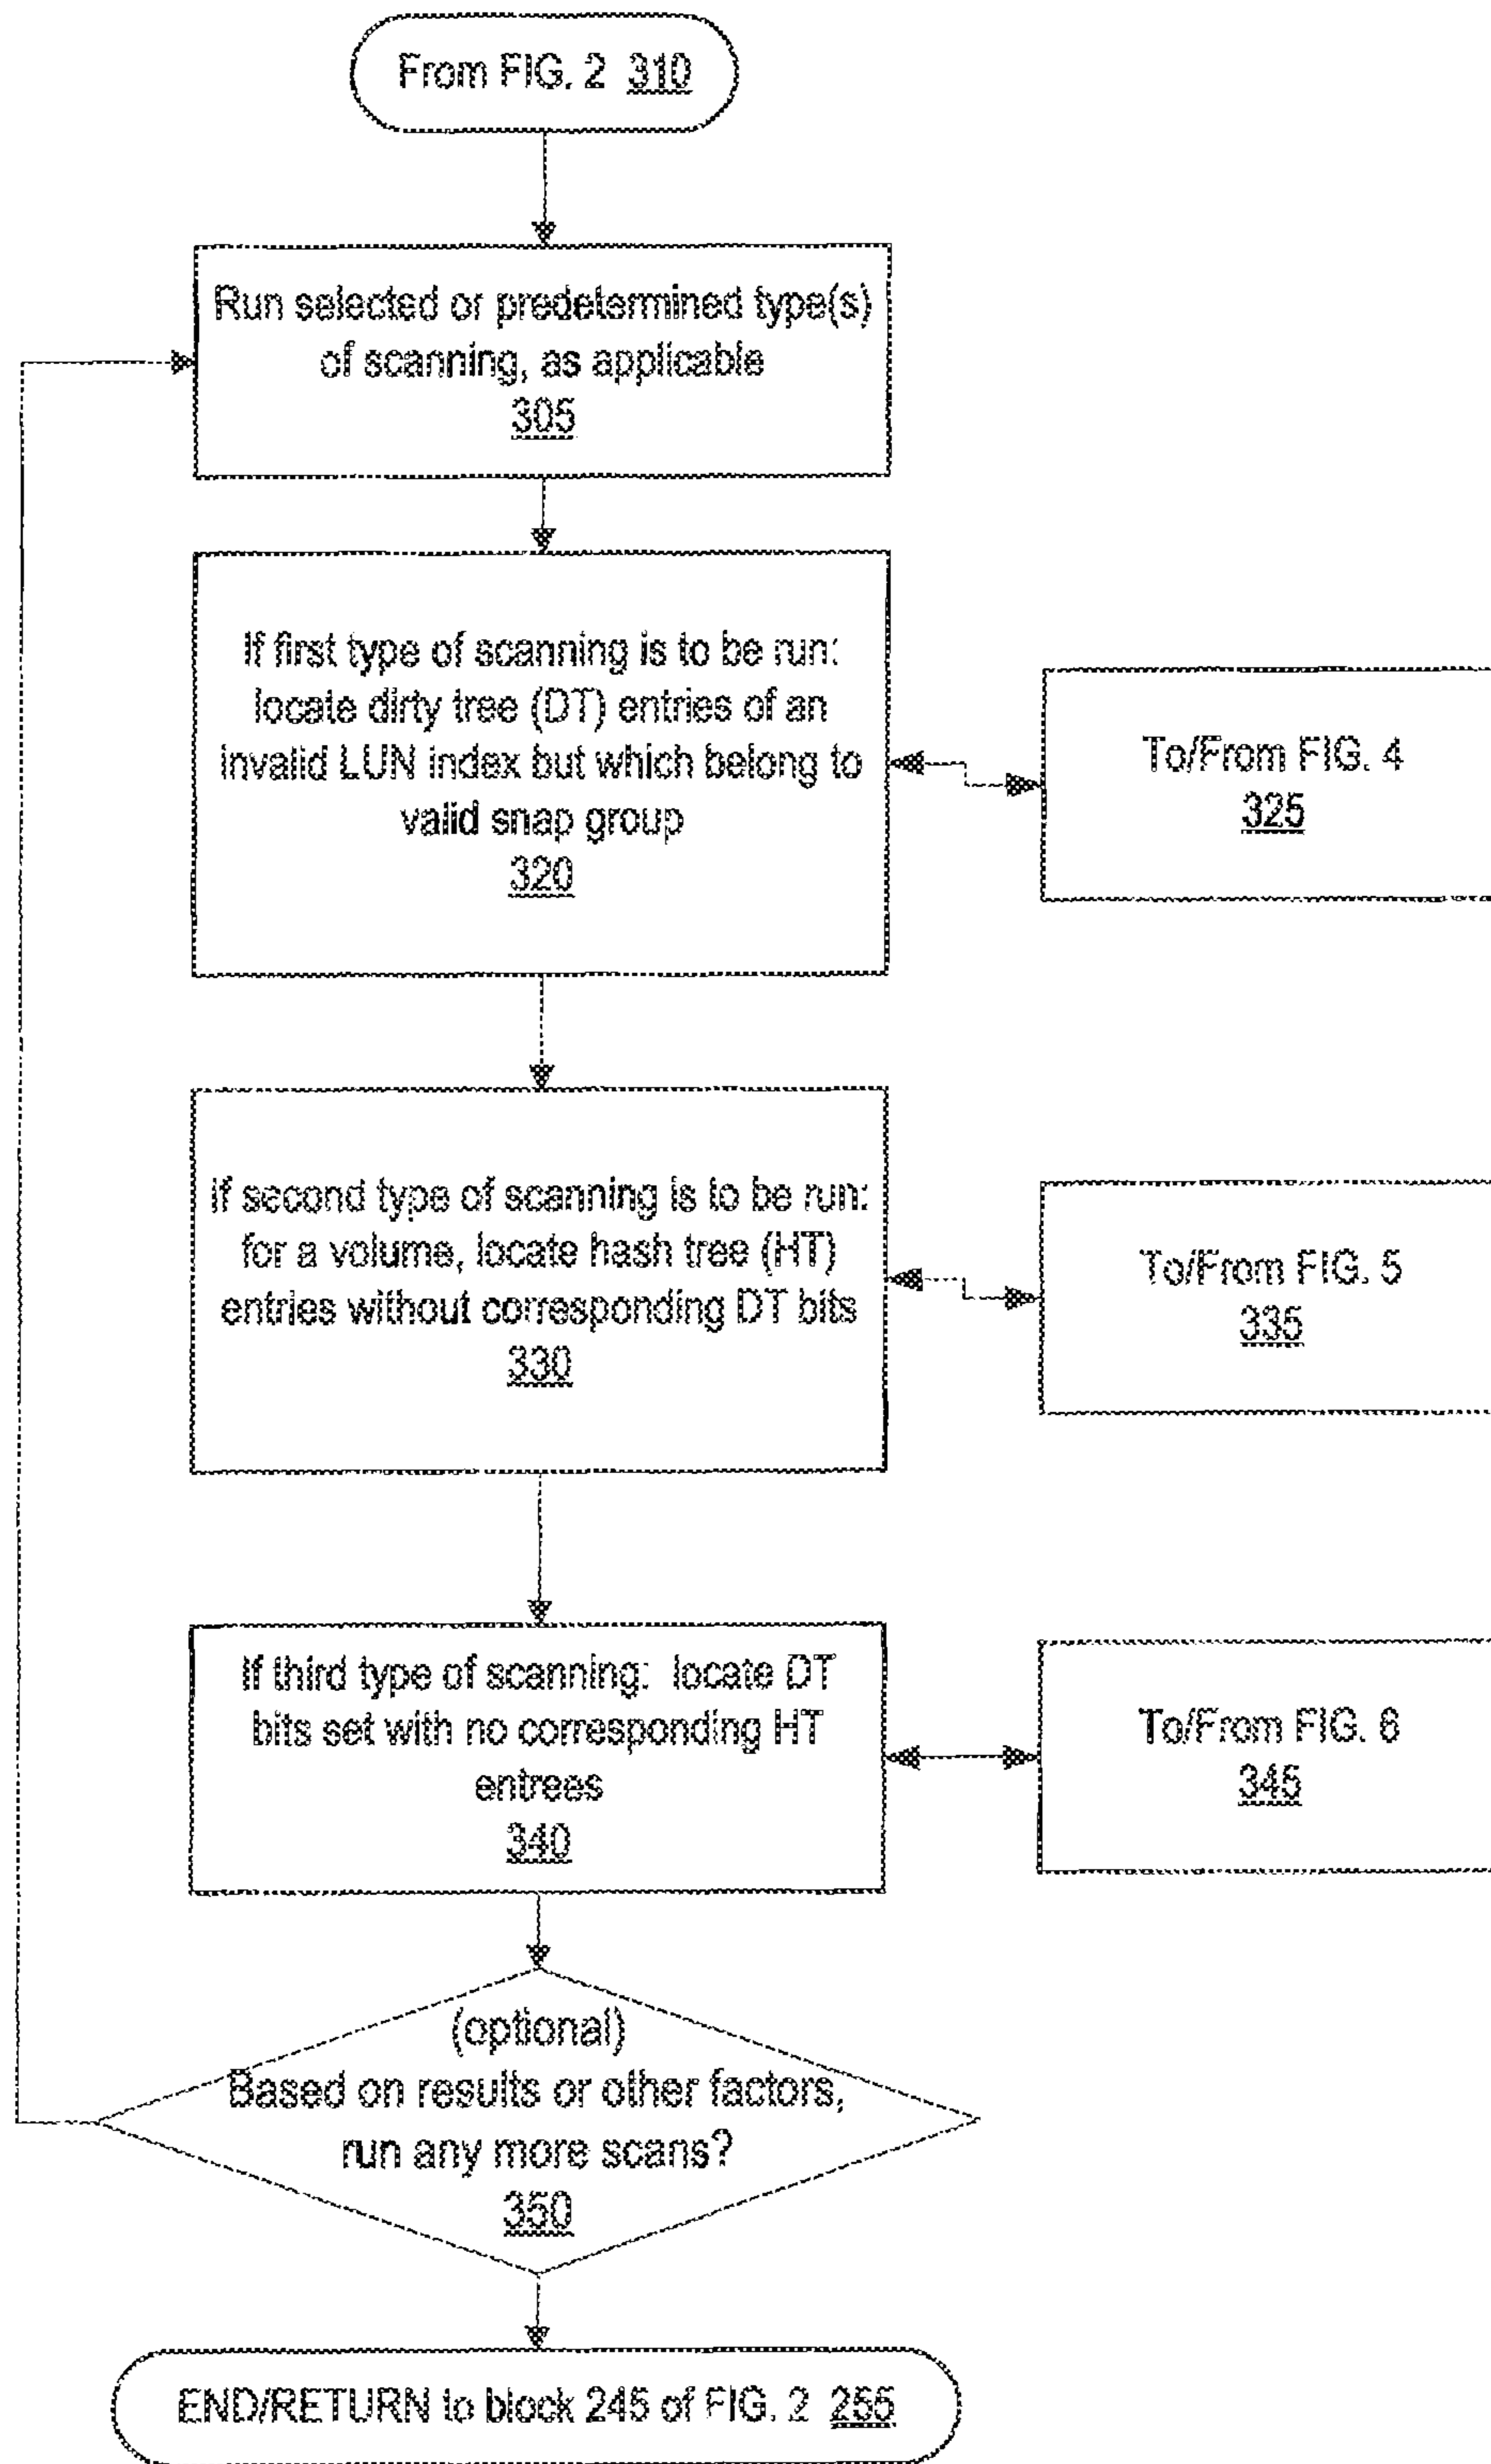 From FIG. 2 310
Run selected or predetermined type(s)
of scanning, as applicable
305
If first type of scanning is to be run:
locate dirty tree (DT) entries of an
invalid LUN index but which belong to
valid snap group
320
To/From FIG. 4
325
If second type of scanning is to be run:
for a volume, locate hash tree (HT)
entries without corresponding DT bits
330
To/From FIG. 5
335
If third type of scanning: locate DT
bits set with no corresponding HT
entrees
340
To/From FIG. 6
345
(optional)
Based on results or other factors,
run any more scans?
350
END/RETURN to block 245 of FIG. 2 255